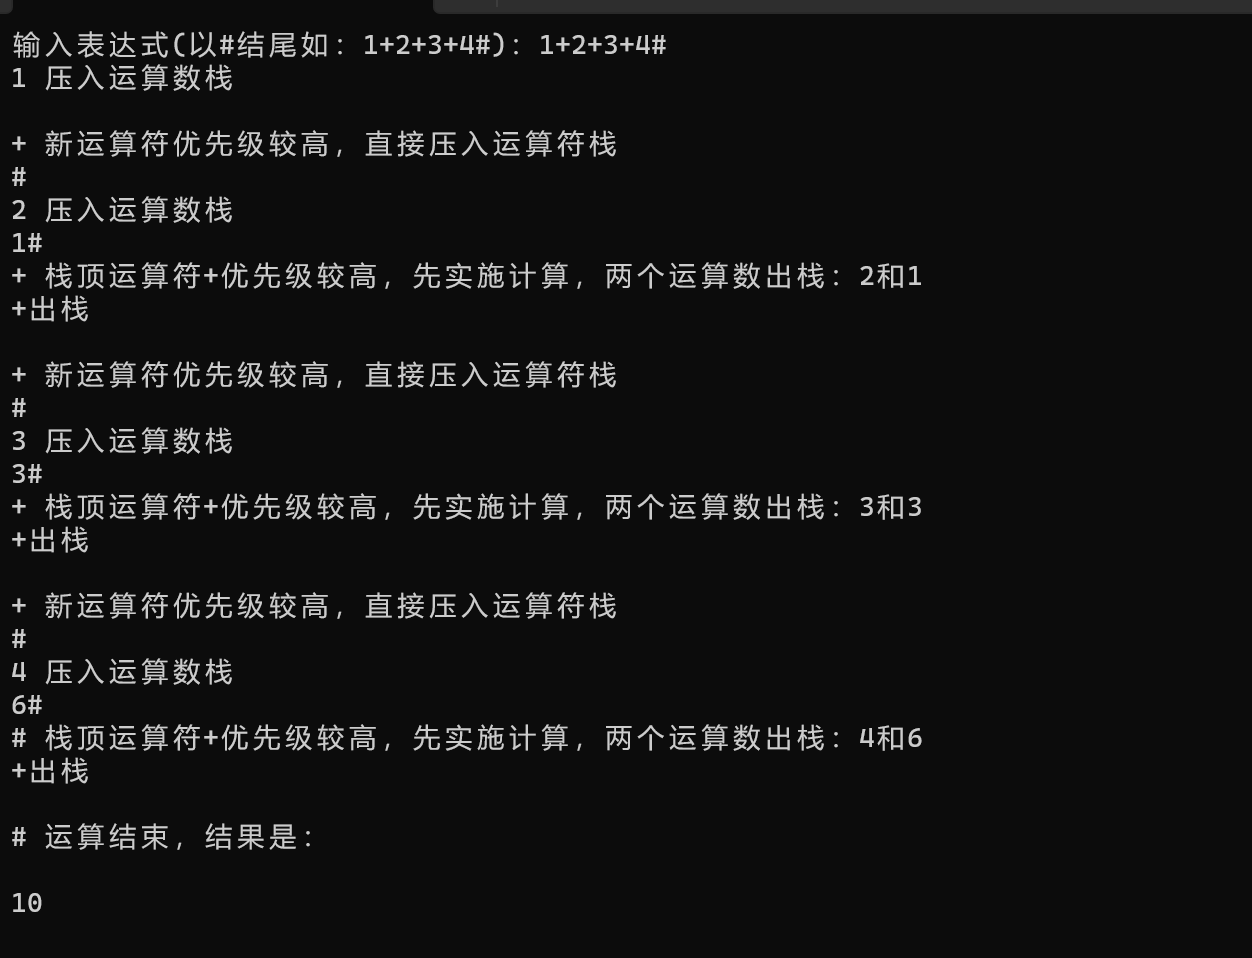 输入表达式(以#结尾如：1+2+3+4#)：1+2+3+4#
1 压入运算数栈
+ 新运算符优先级较高，直接压入运算符栈
#
2 压入运算数栈
1#
+ 栈顶运算符+优先级较高，先实施计算，两个运算数出栈：2和1
+出栈
+ 新运算符优先级较高，直接压入运算符栈
#
3 压入运算数栈
3#
+ 栈顶运算符+优先级较高，先实施计算，两个运算数出栈：3和3
+出栈
+ 新运算符优先级较高，直接压入运算符栈
#
4 压入运算数栈
6#
# 栈顶运算符+优先级较高，先实施计算，两个运算数出栈：4和6
+出栈
# 运算结束，结果是：
10